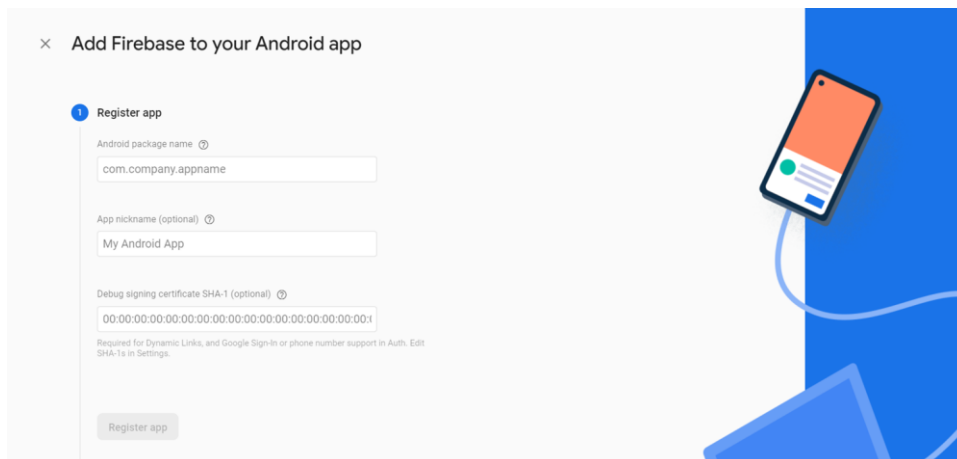 × Add Firebase to your Android app
1 Register app
Android package name ?
com.company.appname
App nickname (optional) ?
My Android App
Debug signing certificate SHA-1 (optional) ?
00:00:00:00:00:00:00:00:00:00:00:00:00:00:00:00:00:
Required for Dynamic Links, and Google Sign-In or phone number support in Auth. Edit
SHA-1s in Settings.
Register app